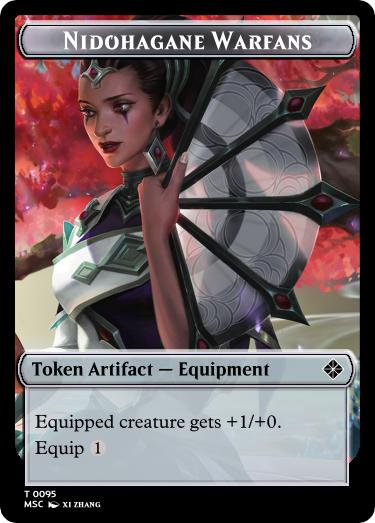 Nidohagane Warfans
Token Artifact — Equipment
Equipped creature gets +1/+0.
Equip 1
T 0095
MSC XI ZHANG